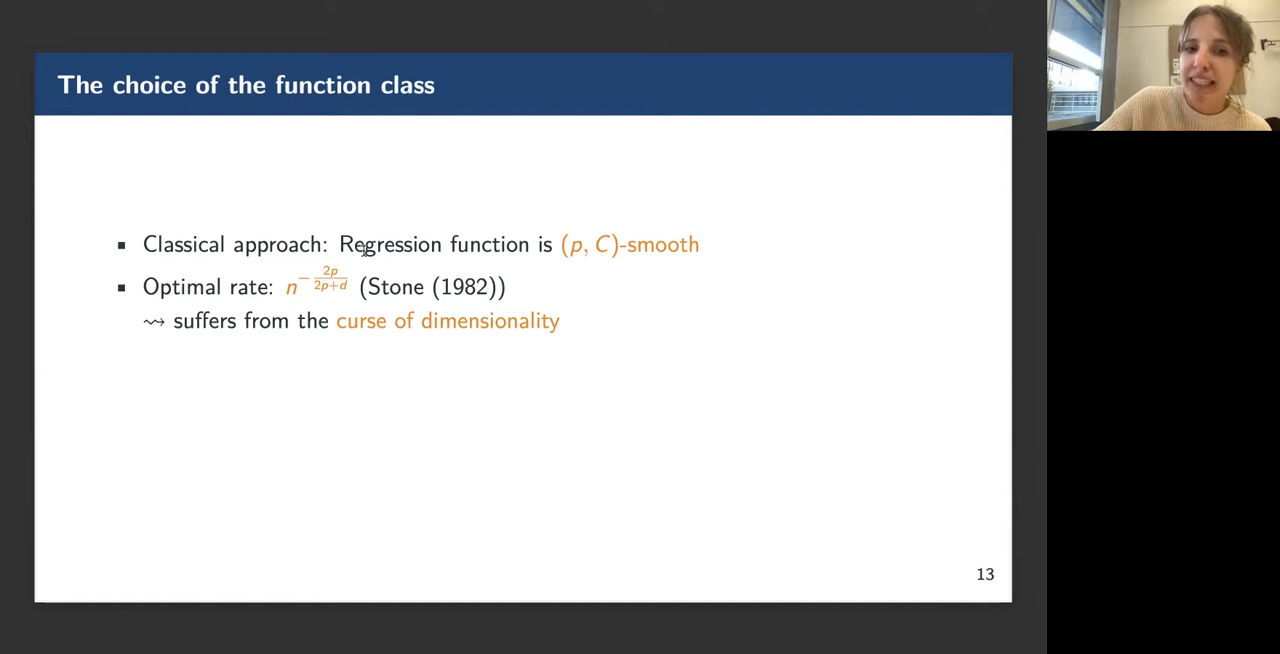 The choice of the function class
▪ Classical approach: Regression function is (p, C)-smooth
▪ Optimal rate: n^{-\frac{2p}{2p+d}} (Stone (1982))
⇝ suffers from the curse of dimensionality
13